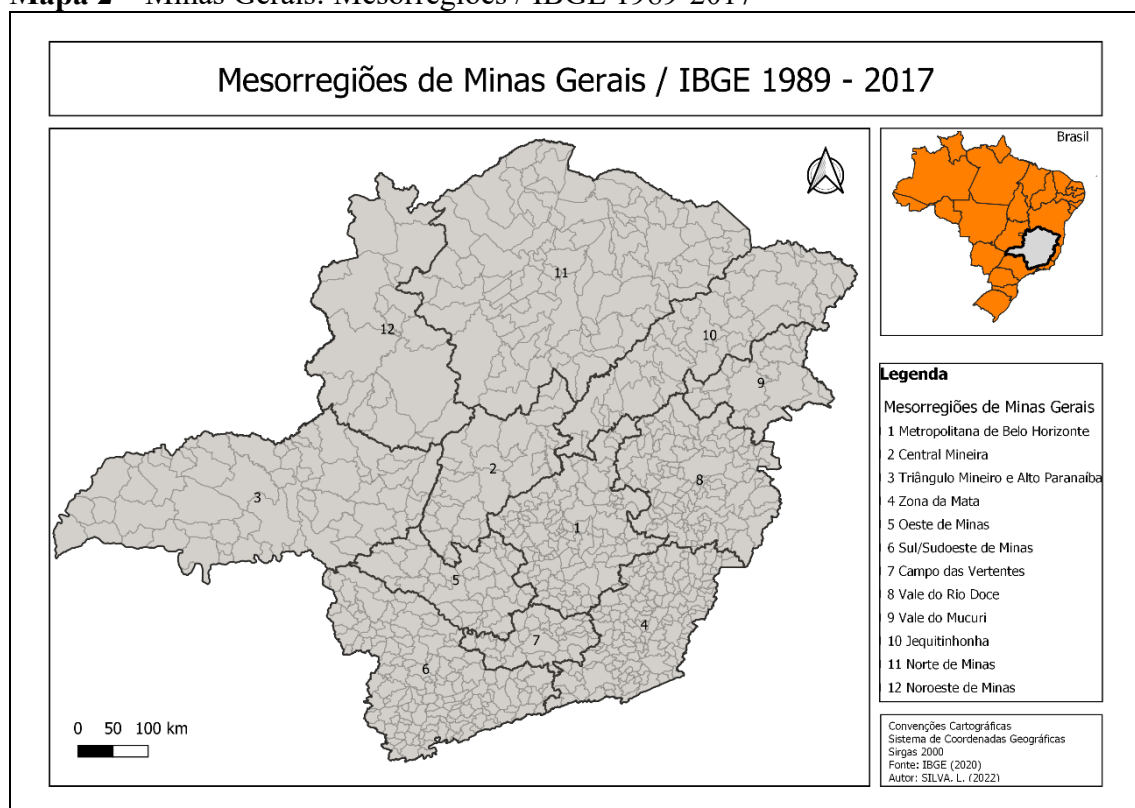 Mapa 2 – Minas Gerais: Mesorregiões / IBGE 1989-2017
Mesorregiões de Minas Gerais / IBGE 1989 - 2017
Brasil
11
12
10
9
2
3
8
1
5
4
7
6
0 50 100 km
Legenda
Mesorregiões de Minas Gerais
1 Metropolitana de Belo Horizonte
2 Central Mineira
3 Triângulo Mineiro e Alto Paranaíba
4 Zona da Mata
5 Oeste de Minas
6 Sul/Sudoeste de Minas
7 Campo das Vertentes
8 Vale do Rio Doce
9 Vale do Mucuri
10 Jequitinhonha
11 Norte de Minas
12 Noroeste de Minas
Convenções Cartográficas
Sistema de Coordenadas Geográficas
Sirgas 2000
Fonte: IBGE (2020)
Autor: SILVA, L. (2022)